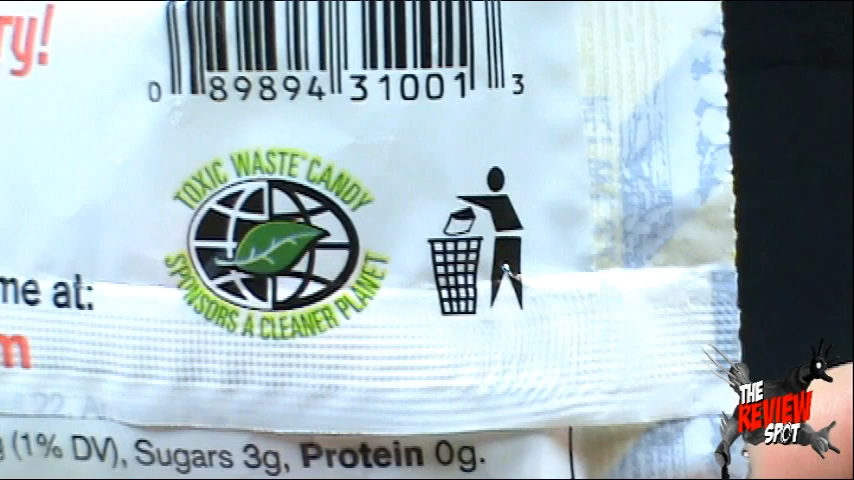 ry!
0 89894 31001 3
TOXIC WASTE CANDY
SPONSORS A CLEANER PLANET
me at:
m
(1% DV), Sugars 3g, Protein 0g.
THE
REVIEW
SPOT